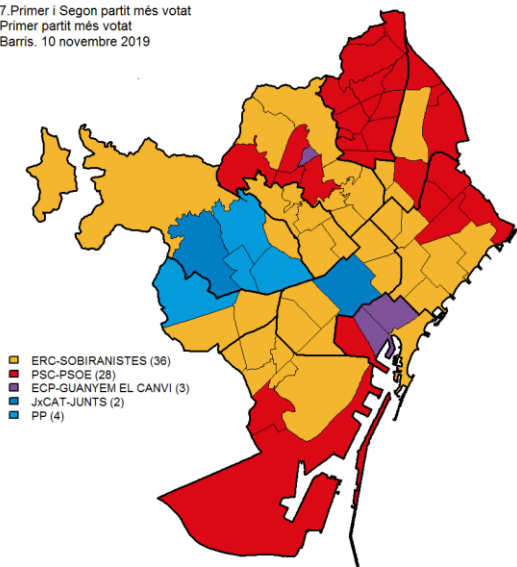 7.Primer i Segon partit més votat
Primer partit més votat
Barris. 10 novembre 2019
ERC-SOBIRANISTES (36)
PSC-PSOE (28)
ECP-GUANYEM EL CANVI (3)
JxCAT-JUNTS (2)
PP (4)